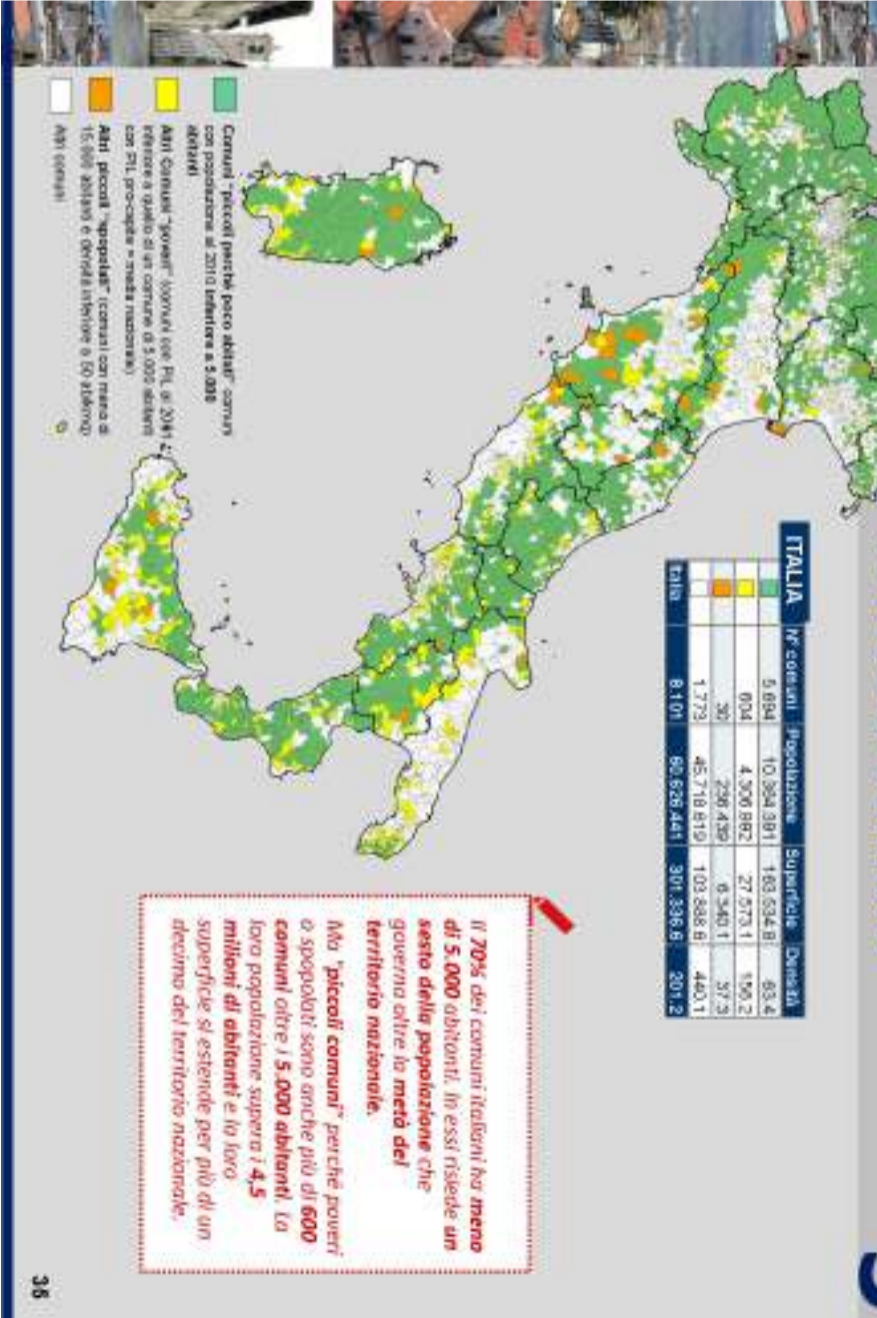 ITALIA N° comuni Popolazione Superficie Densità
5.694 10.364.391 163.534.8 63.4
604 4.306.882 27.573.1 156.2
30 236.439 6.340.1 37.3
1.773 45.718.819 103.888.6 440.1
Italia 8.101 60.626.441 301.336.6 201.2
Comuni "piccoli perché poco abitati" comuni
con popolazione al 2010 inferiore a 5.000
abitanti
Altri Comuni "poveri" (comuni con PIL al 2001
inferiore a quello di un comune di 5.000 abitanti
con PIL pro-capite = media nazionale)
Altri piccoli "spopolati" (comuni con meno di
15.000 abitanti e densità inferiore a 50 ab/kmq)
Altri comuni
Il 70% dei comuni italiani ha meno
di 5.000 abitanti. In essi risiede un
sesto della popolazione che
governa oltre la metà del
territorio nazionale.
Ma "piccoli comuni" perché poveri
o spopolati sono anche più di 600
comuni oltre i 5.000 abitanti. La
loro popolazione supera i 4,5
milioni di abitanti e la loro
superficie si estende per più di un
decimo del territorio nazionale.
35